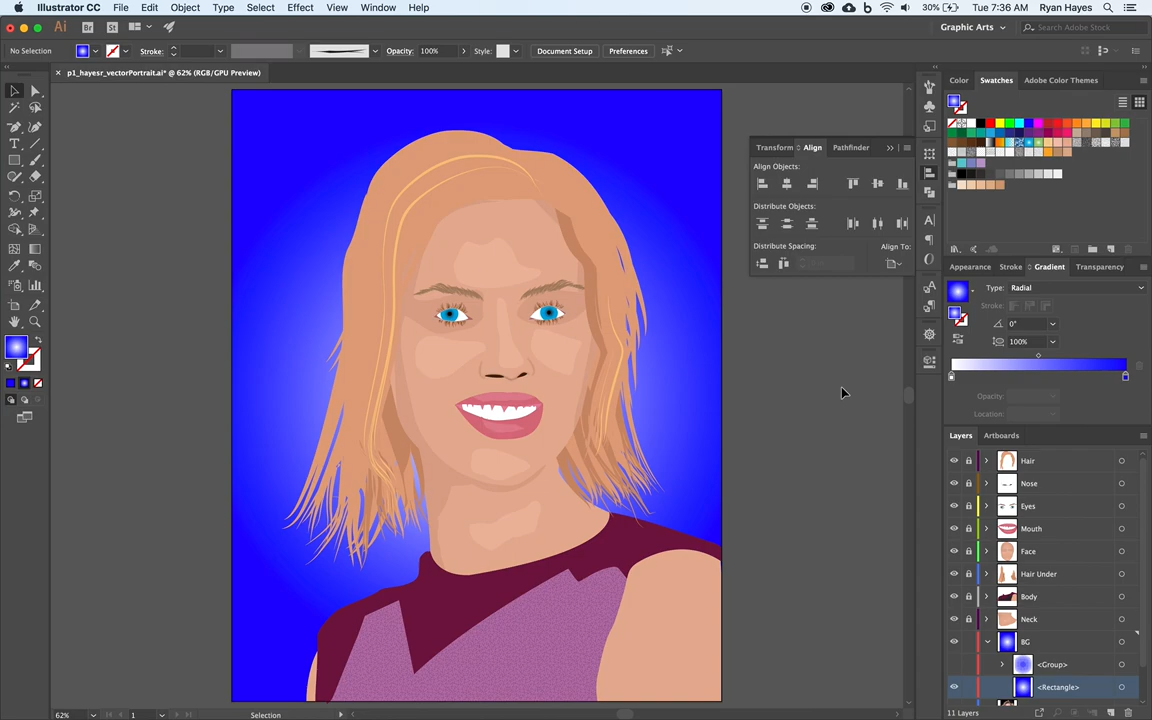 Illustrator CC File Edit Object Type Select Effect View Window Help 30% Tue 7:36 AM Ryan Hayes
Ai Br St Graphic Arts Search Adobe Stock
No Selection Stroke: Opacity: 100% Style: Document Setup Preferences
p1_hayesr_vectorPortrait.ai* @ 62% (RGB/GPU Preview)
Color Swatches Adobe Color Themes
Transform Align Pathfinder
Align Objects:
Distribute Objects:
Distribute Spacing: Align To:
Appearance Stroke Gradient Transparency
Type: Radial
Stroke:
0°
100%
Opacity:
Location:
Layers Artboards
Hair
Nose
Eyes
Mouth
Face
Hair Under
Body
Neck
BG
<Group>
<Rectangle>
62% 1 Selection 11 Layers